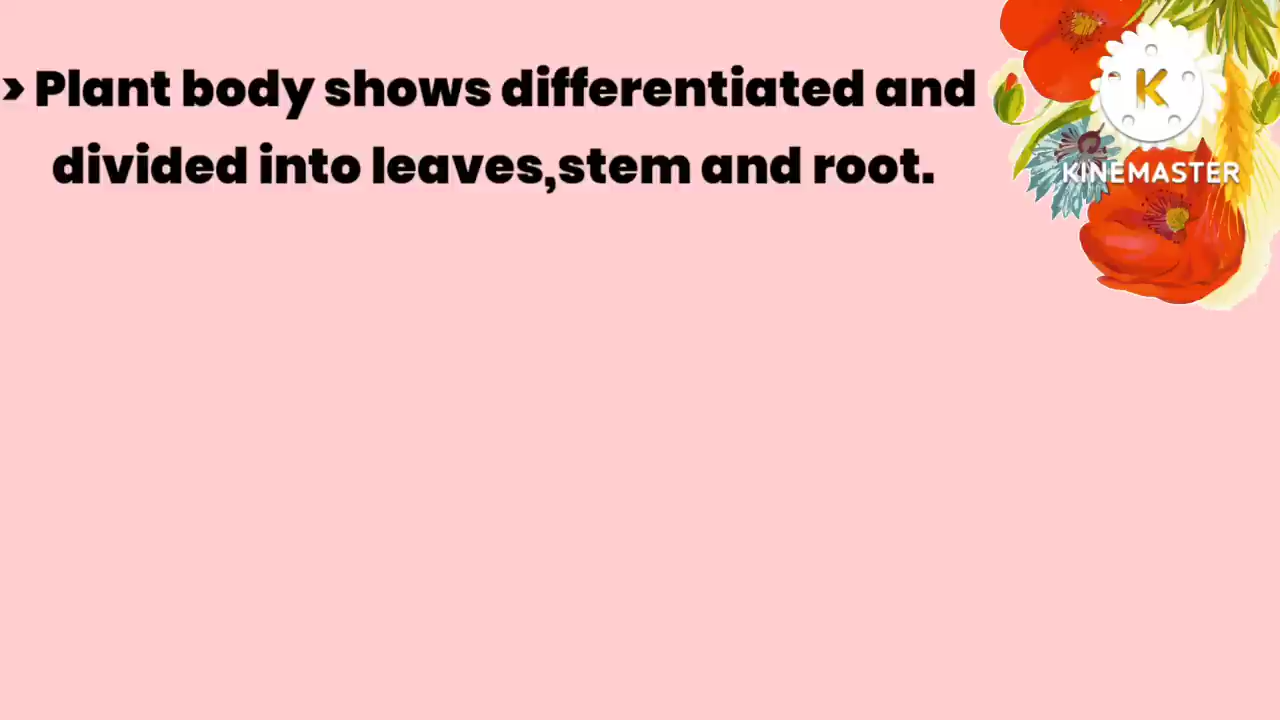 › Plant body shows differentiated and
divided into leaves,stem and root.
K
KINEMASTER